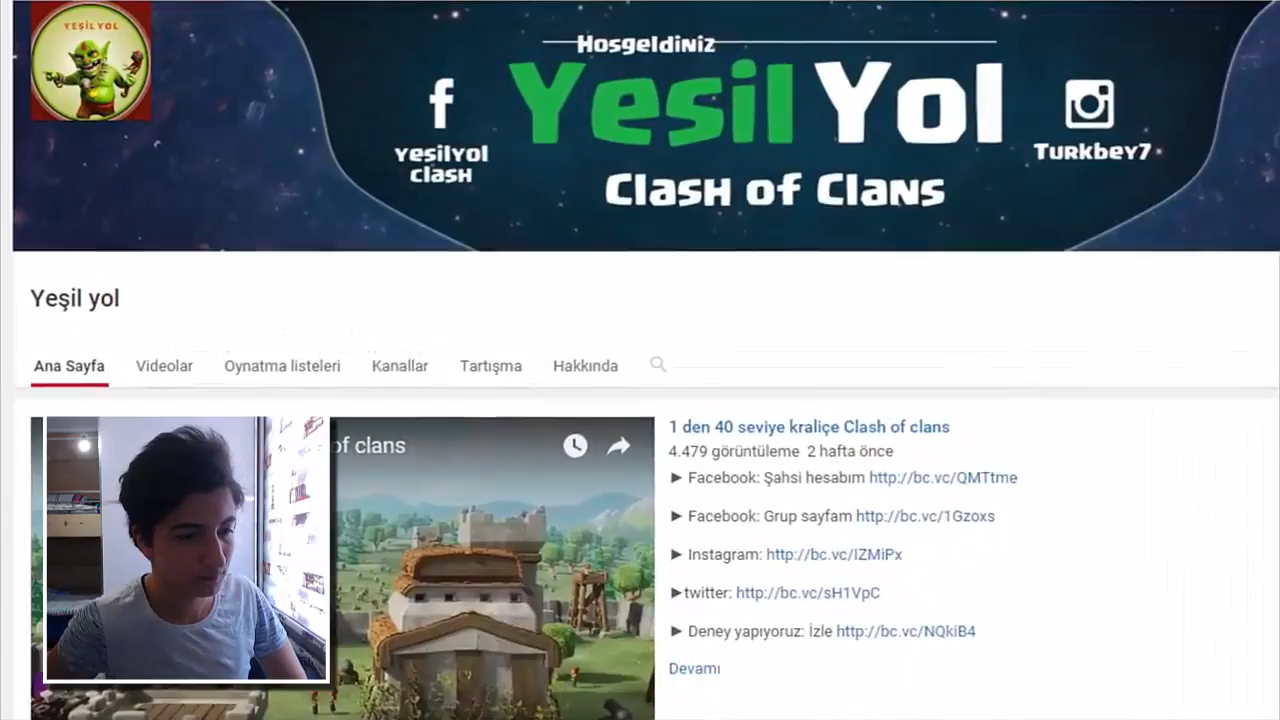 YEŞİL YOL
Hosgeldiniz
Yesil Yol
yesilyol
clash
Turkbey7
Clash of Clans
Yeşil yol
Ana Sayfa Videolar Oynatma listeleri Kanallar Tartışma Hakkında
of clans
1 den 40 seviye kraliçe Clash of clans
4.479 görüntüleme 2 hafta önce
► Facebook: Şahsi hesabım http://bc.vc/QMTtme
► Facebook: Grup sayfam http://bc.vc/1Gzoxs
► Instagram: http://bc.vc/IZMiPx
►twitter: http://bc.vc/sH1VpC
► Deney yapıyoruz: İzle http://bc.vc/NQkiB4
Devamı